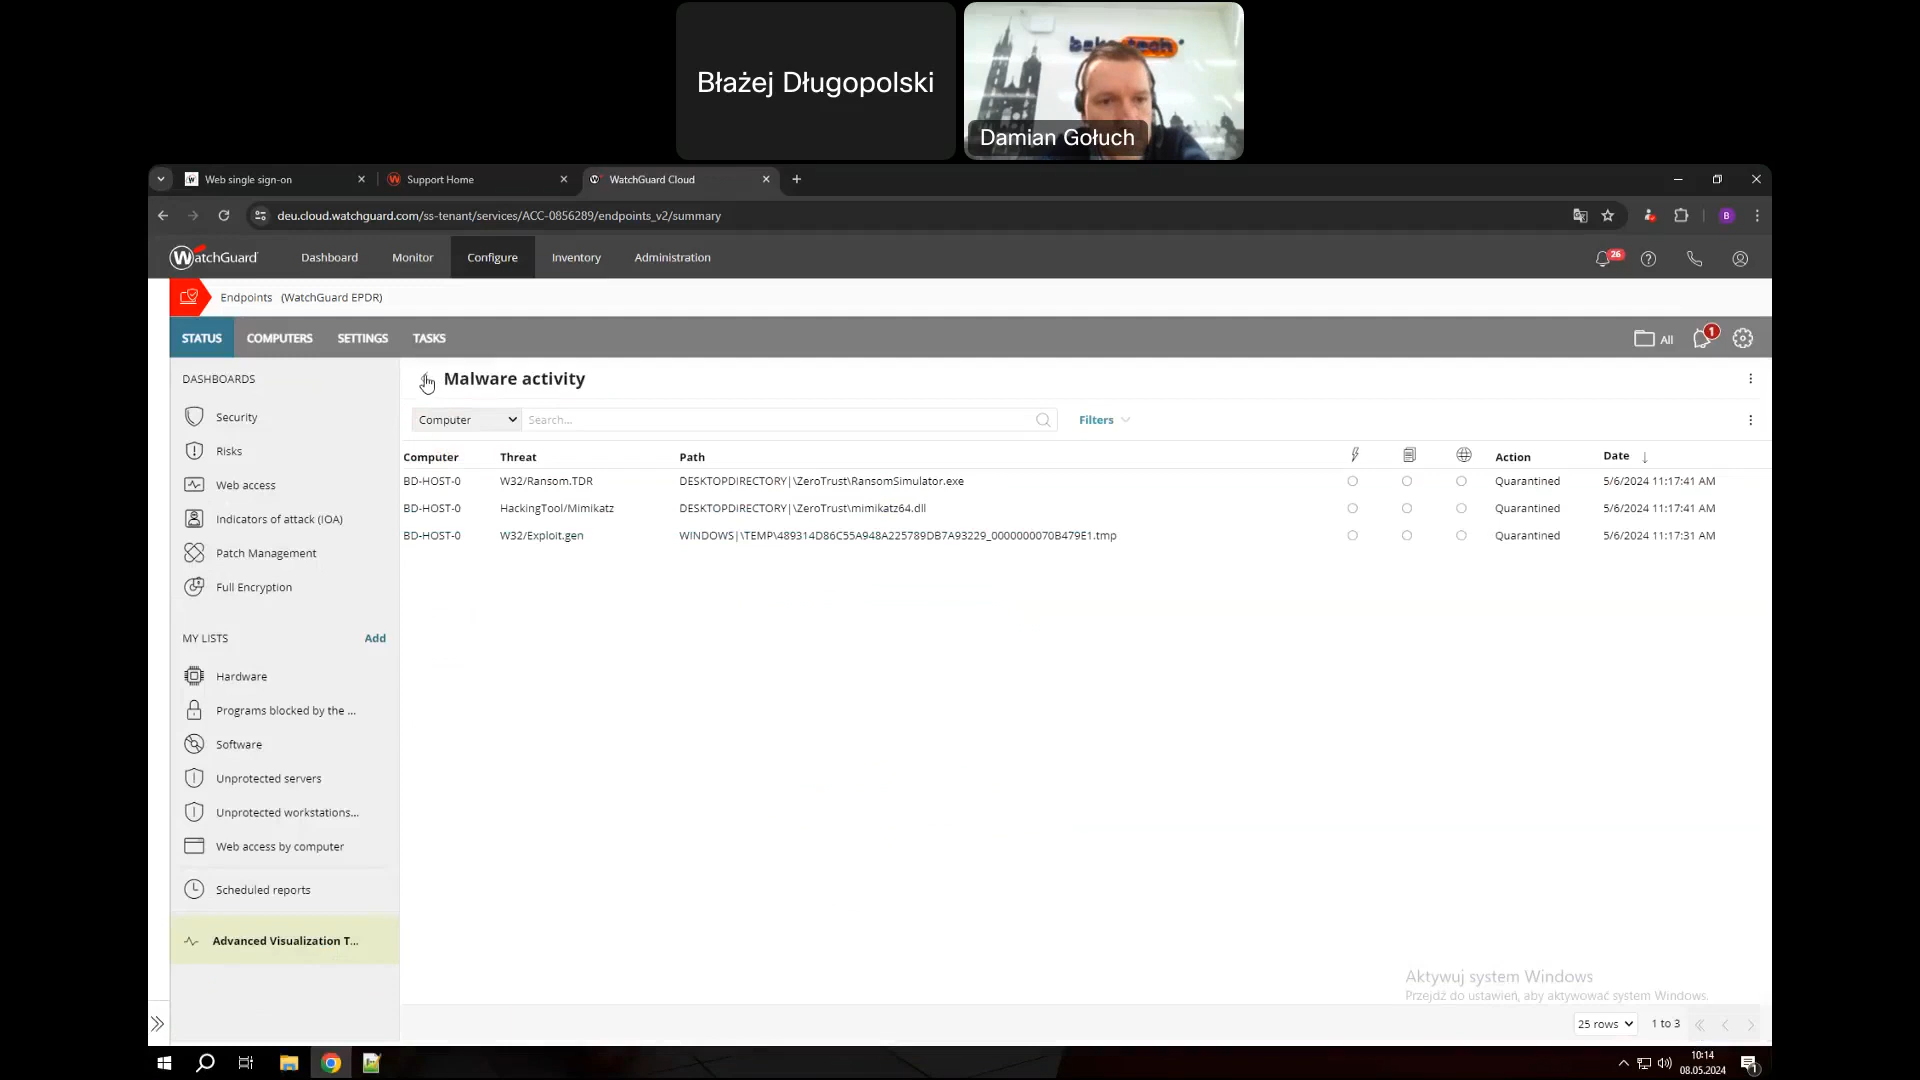 Błażej Długopolski
Damian Gołuch
Web single sign-on
Support Home
WatchGuard Cloud
deu.cloud.watchguard.com/ss-tenant/services/ACC-0856289/endpoints_v2/summary
B
WatchGuard
Dashboard
Monitor
Configure
Inventory
Administration
26
Endpoints (WatchGuard EPDR)
STATUS
COMPUTERS
SETTINGS
TASKS
All
1
DASHBOARDS
Security
Risks
Web access
Indicators of attack (IOA)
Patch Management
Full Encryption
MY LISTS
Add
Hardware
Programs blocked by the ...
Software
Unprotected servers
Unprotected workstations...
Web access by computer
Scheduled reports
Advanced Visualization T...
Malware activity
Computer
Search...
Filters
Computer Threat Path Action Date
BD-HOST-0 W32/Ransom.TDR DESKTOPDIRECTORY|\ZeroTrust\RansomSimulator.exe Quarantined 5/6/2024 11:17:41 AM
BD-HOST-0 HackingTool/Mimikatz DESKTOPDIRECTORY|\ZeroTrust\mimikatz64.dll Quarantined 5/6/2024 11:17:41 AM
BD-HOST-0 W32/Exploit.gen WINDOWS|\TEMP\489314D86C55A948A225789DB7A93229_0000000070B479E1.tmp Quarantined 5/6/2024 11:17:31 AM
Aktywuj system Windows
Przejdź do ustawień, aby aktywować system Windows.
25 rows
1 to 3
10:14
08.05.2024
1